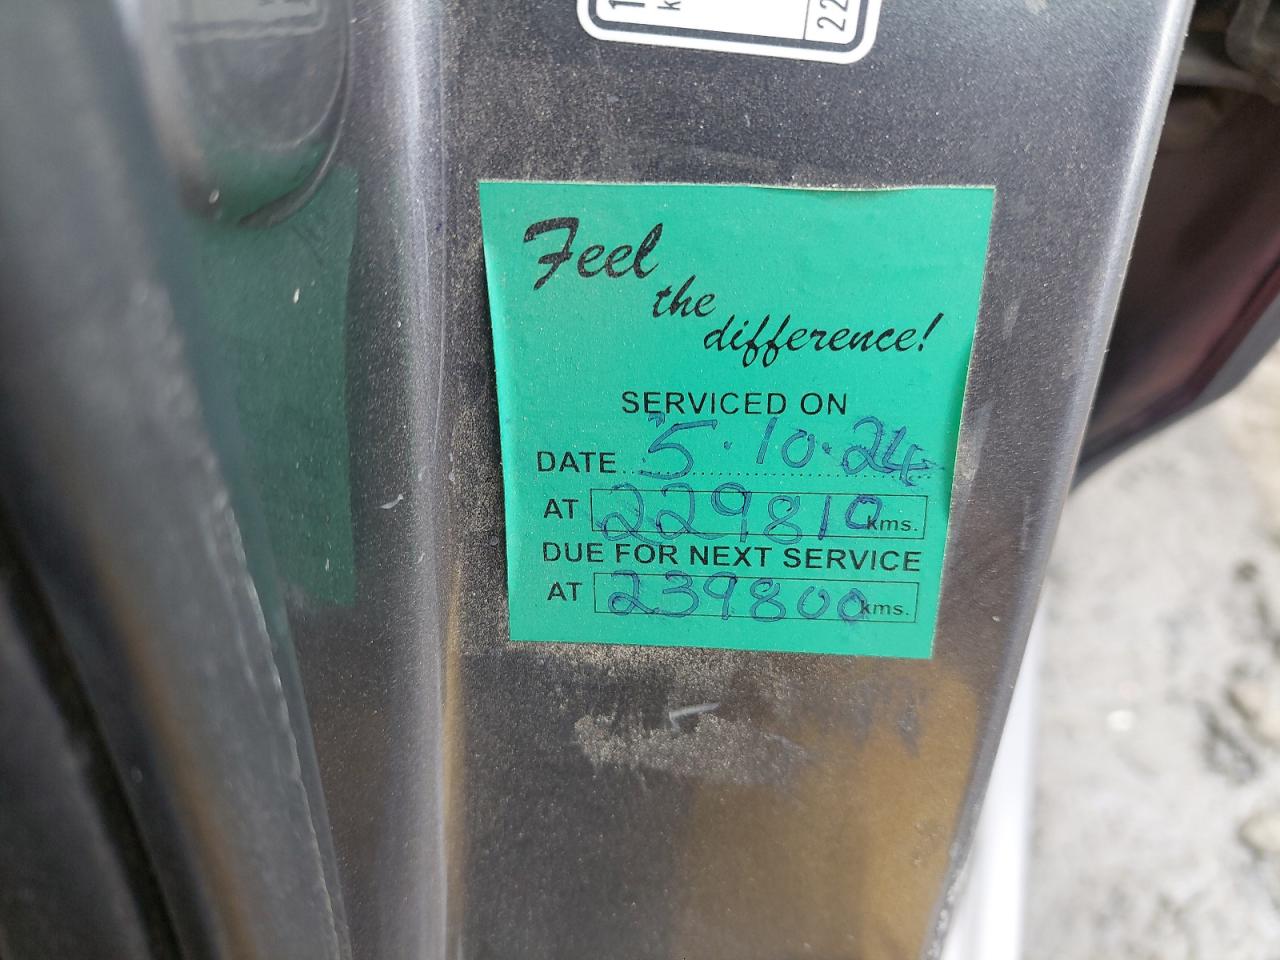 Feel
the
difference!
SERVICED ON
DATE 5.10.24
AT 229810 kms.
DUE FOR NEXT SERVICE
AT 239800 kms.